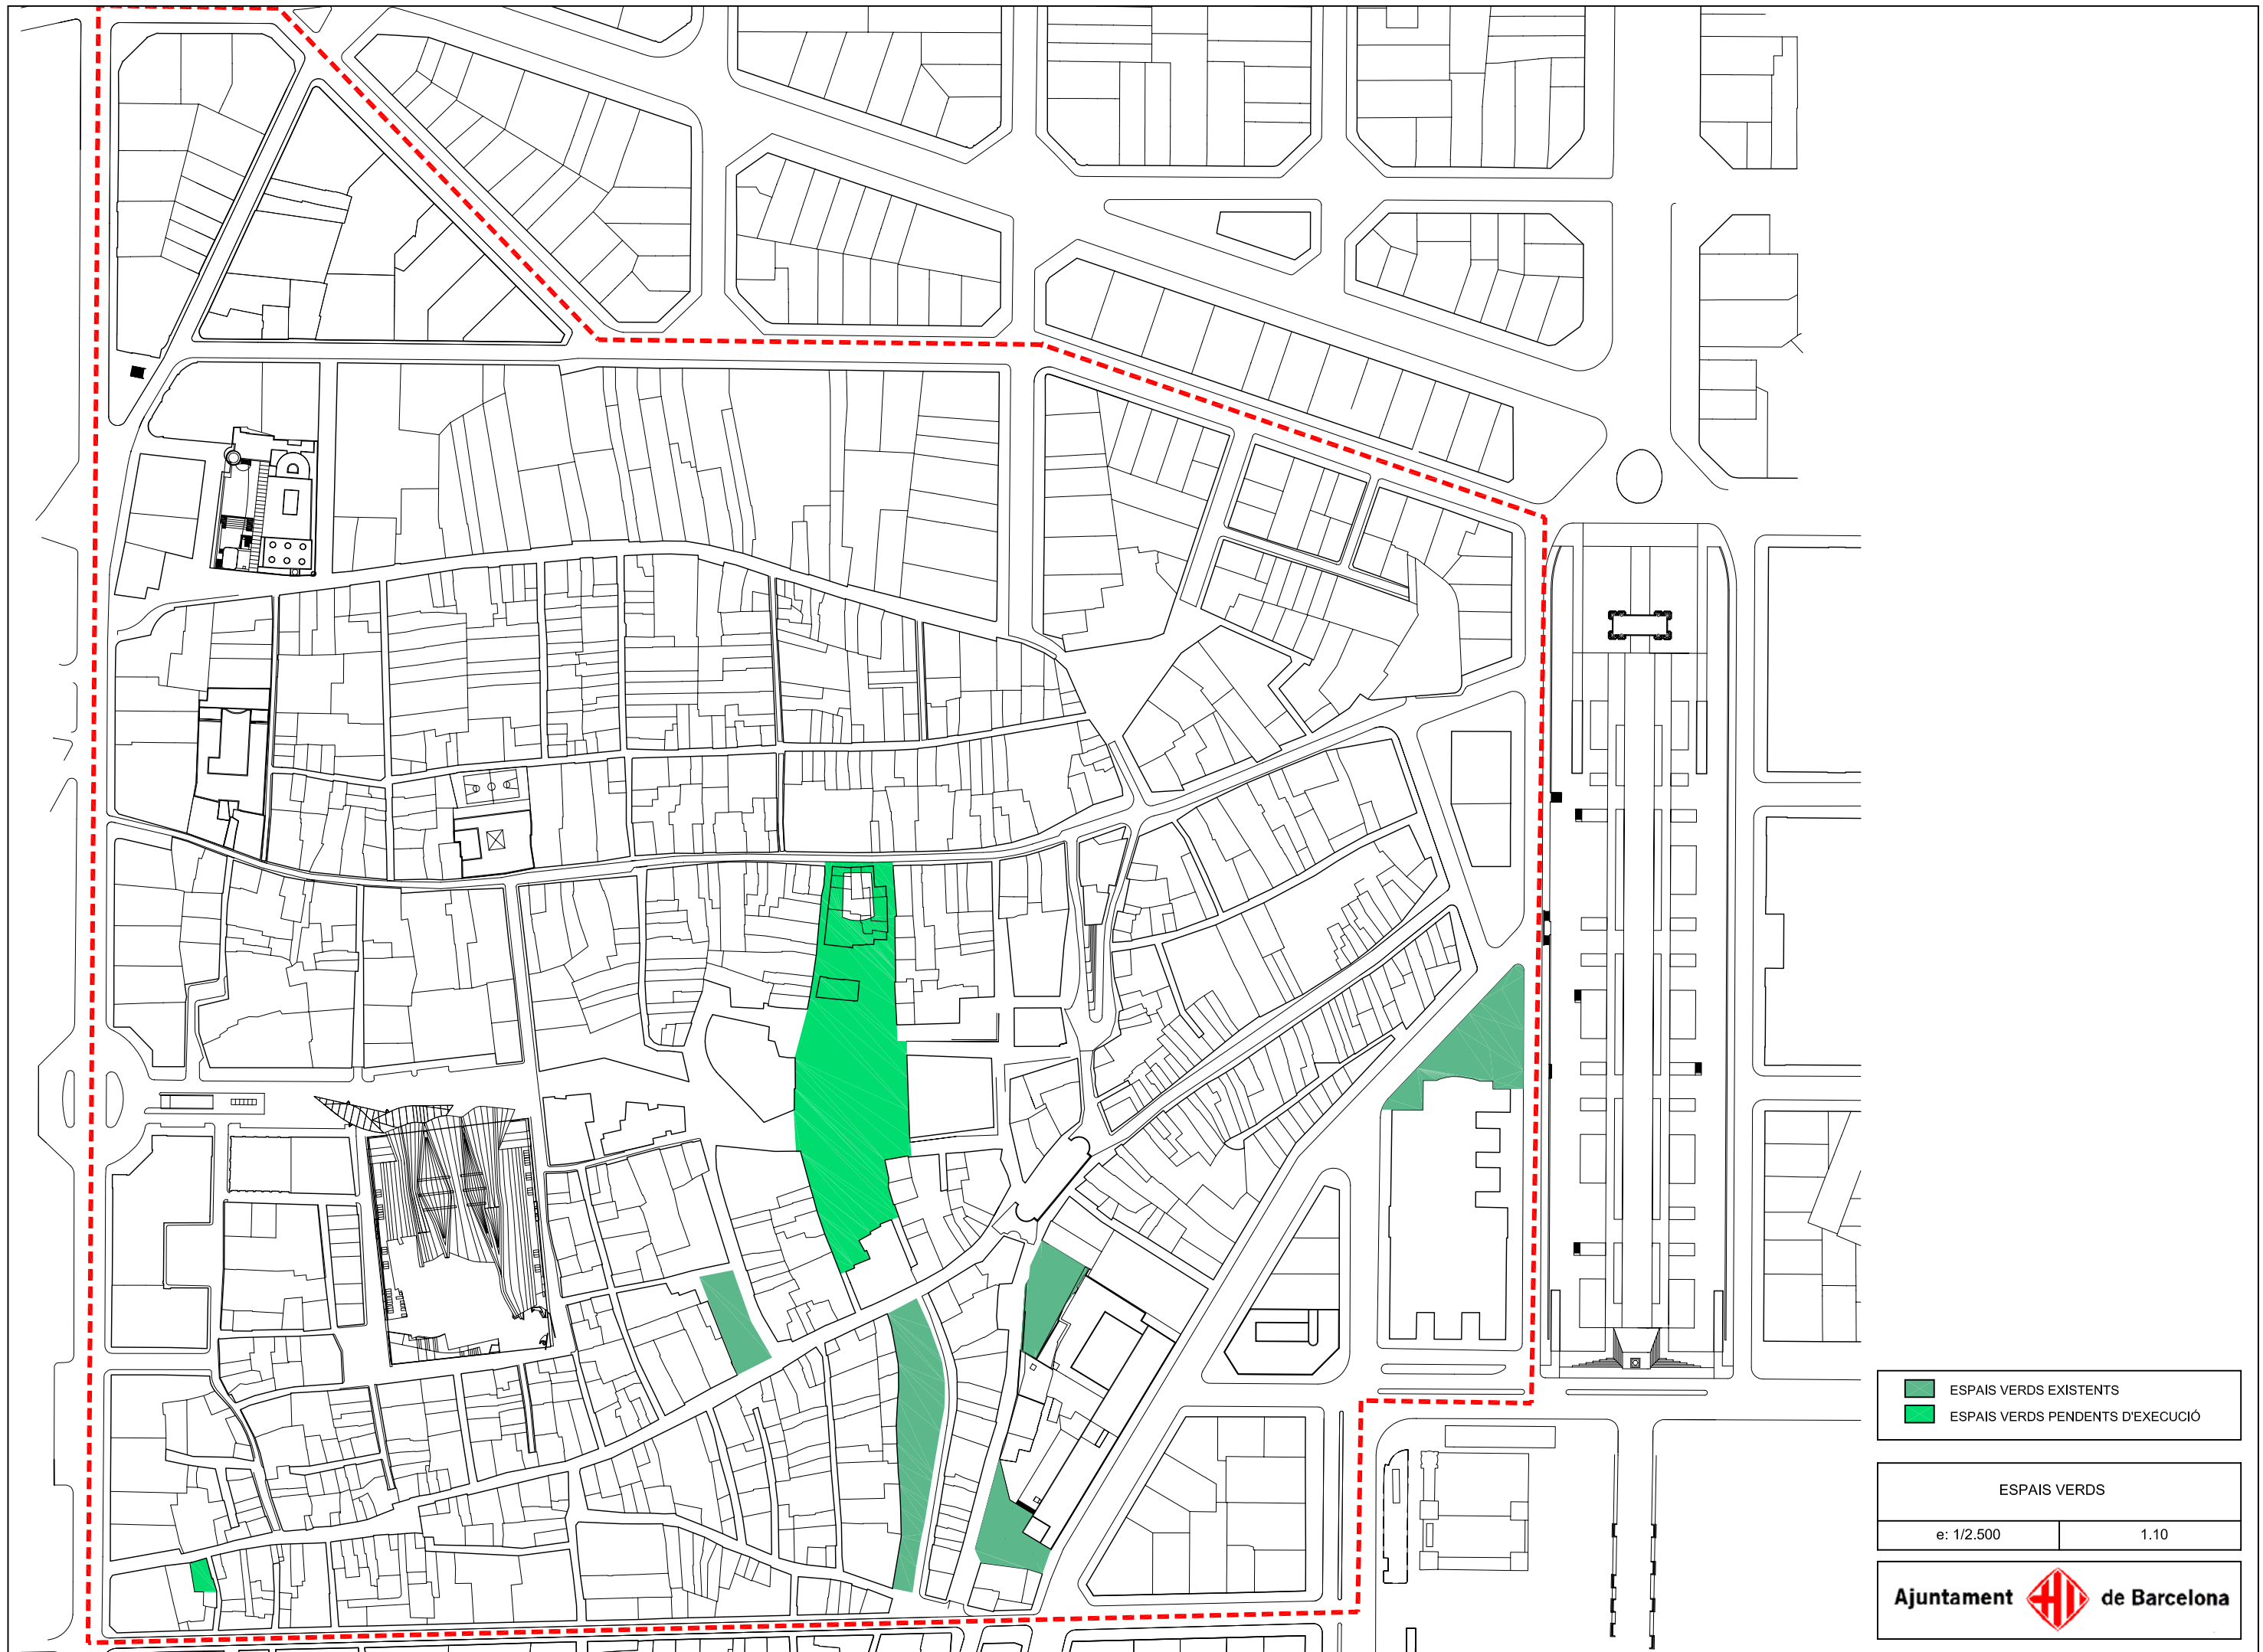 ESPAIS VERDS EXISTENTS
ESPAIS VERDS PENDENTS D'EXECUCIÓ
ESPAIS VERDS
e: 1/2.500 1.10
Ajuntament de Barcelona